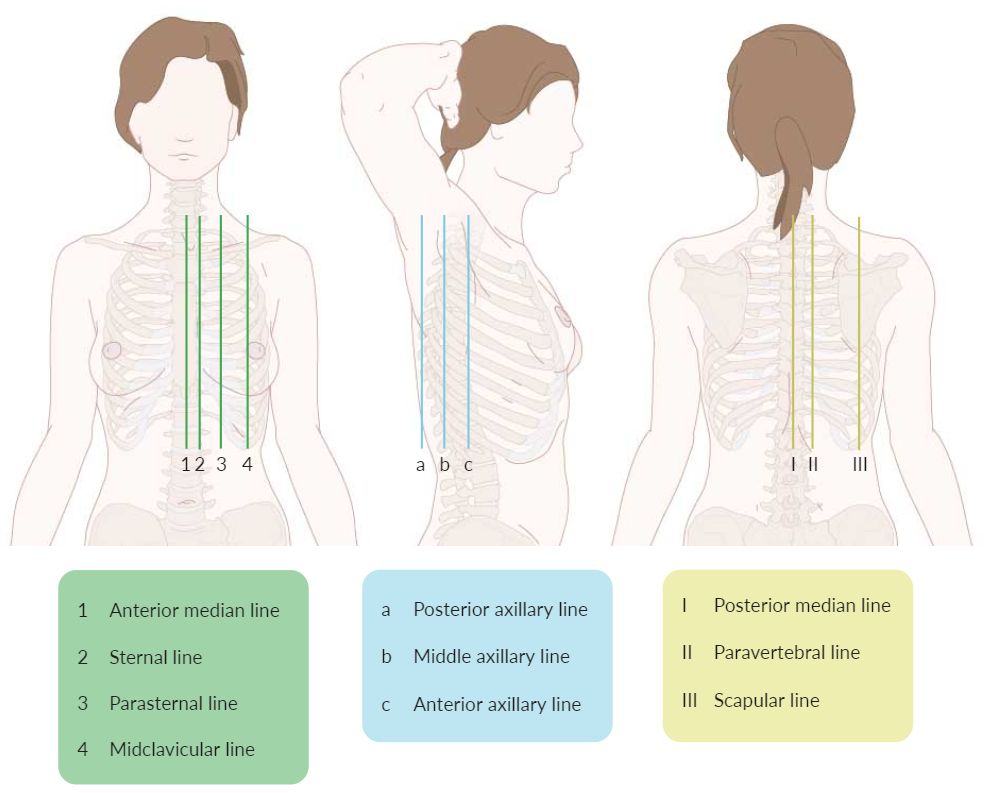 1 2 3 4
a b c
I II III
1 Anterior median line
2 Sternal line
3 Parasternal line
4 Midclavicular line
a Posterior axillary line
b Middle axillary line
c Anterior axillary line
I Posterior median line
II Paravertebral line
III Scapular line